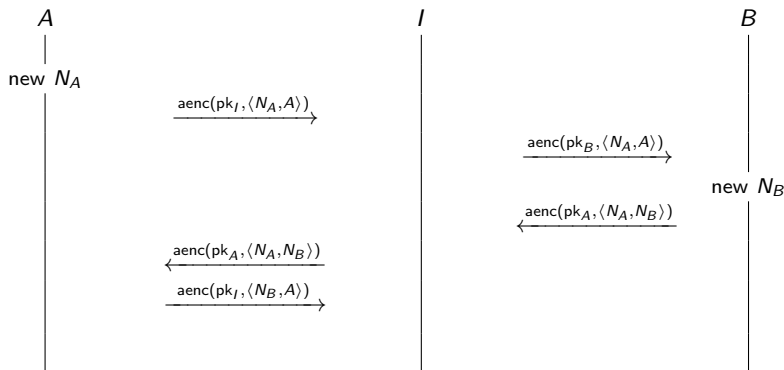 A I B
new N_A
aenc(pk_I,⟨N_A,A⟩)
aenc(pk_B,⟨N_A,A⟩)
new N_B
aenc(pk_A,⟨N_A,N_B⟩)
aenc(pk_A,⟨N_A,N_B⟩)
aenc(pk_I,⟨N_B,A⟩)